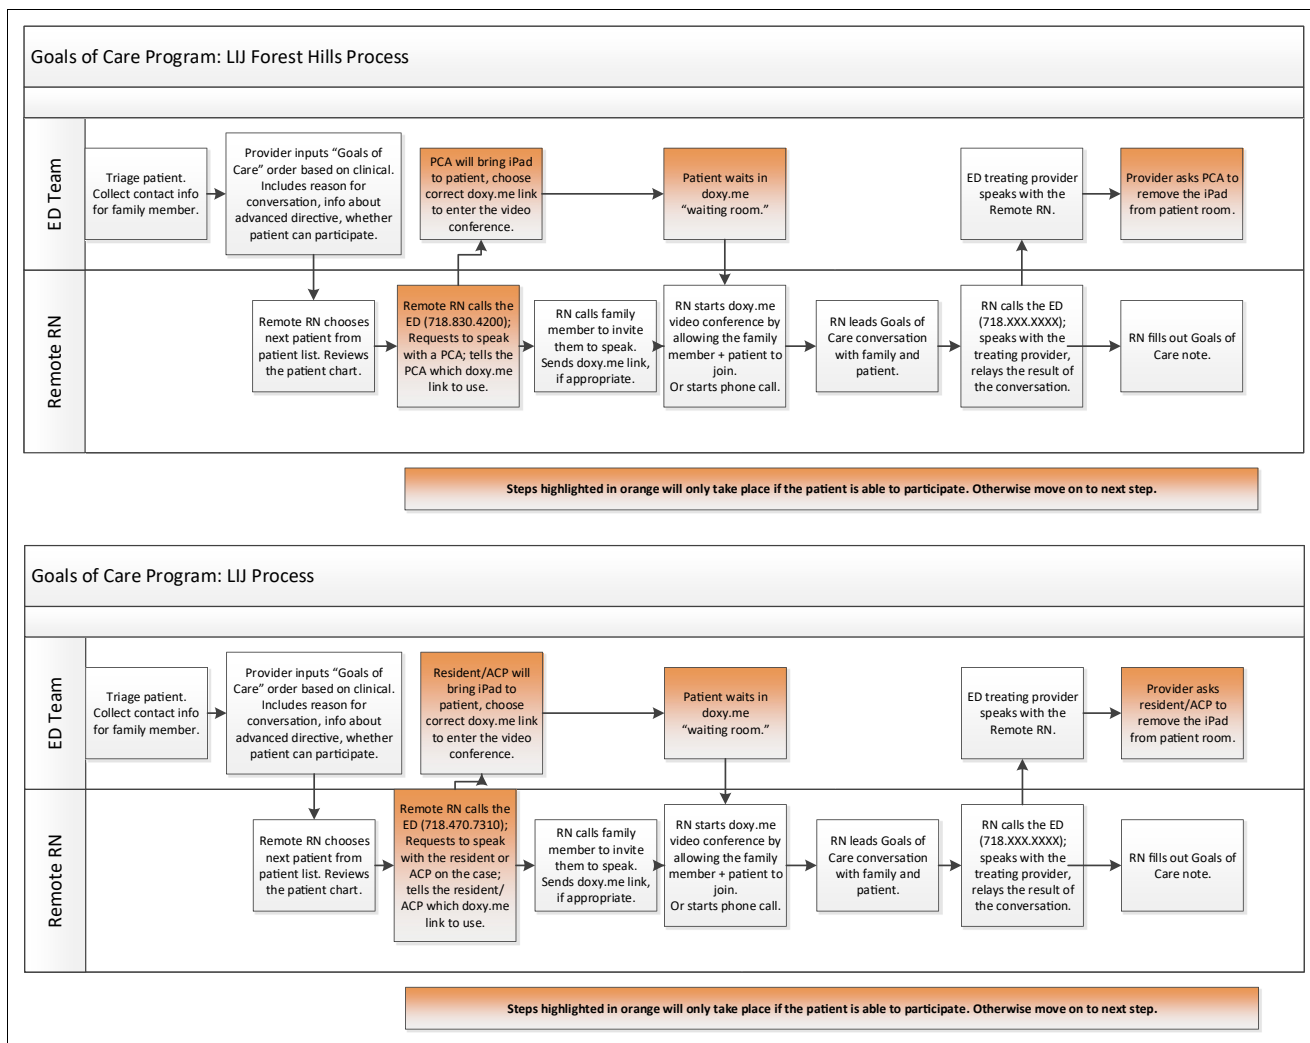 Goals of Care Program: LIJ Forest Hills Process
ED Team
Triage patient.
Collect contact info
for family member.
Provider inputs “Goals of
Care” order based on clinical.
Includes reason for
conversation, info about
advanced directive, whether
patient can participate.
PCA will bring iPad
to patient, choose
correct doxy.me link
to enter the video
conference.
Patient waits in
doxy.me
“waiting room.”
ED treating provider
speaks with the
Remote RN.
Provider asks PCA to
remove the iPad
from patient room.
Remote RN
Remote RN chooses
next patient from
patient list. Reviews
the patient chart.
Remote RN calls the
ED (718.830.4200);
Requests to speak
with a PCA; tells the
PCA which doxy.me
link to use.
RN calls family
member to invite
them to speak.
Sends doxy.me link,
if appropriate.
RN starts doxy.me
video conference by
allowing the family
member + patient to
join.
Or starts phone call.
RN leads Goals of
Care conversation
with family and
patient.
RN calls the ED
(718.XXX.XXXX);
speaks with the
treating provider,
relays the result of
the conversation.
RN fills out Goals of
Care note.
Steps highlighted in orange will only take place if the patient is able to participate. Otherwise move on to next step.
Goals of Care Program: LIJ Process
ED Team
Triage patient.
Collect contact info
for family member.
Provider inputs “Goals of
Care” order based on clinical.
Includes reason for
conversation, info about
advanced directive, whether
patient can participate.
Resident/ACP will
bring iPad to
patient, choose
correct doxy.me link
to enter the video
conference.
Patient waits in
doxy.me
“waiting room.”
ED treating provider
speaks with the
Remote RN.
Provider asks
resident/ACP to
remove the iPad
from patient room.
Remote RN
Remote RN chooses
next patient from
patient list. Reviews
the patient chart.
Remote RN calls the
ED (718.470.7310);
Requests to speak
with the resident or
ACP on the case;
tells the resident/
ACP which doxy.me
link to use.
RN calls family
member to invite
them to speak.
Sends doxy.me link,
if appropriate.
RN starts doxy.me
video conference by
allowing the family
member + patient to
join.
Or starts phone call.
RN leads Goals of
Care conversation
with family and
patient.
RN calls the ED
(718.XXX.XXXX);
speaks with the
treating provider,
relays the result of
the conversation.
RN fills out Goals of
Care note.
Steps highlighted in orange will only take place if the patient is able to participate. Otherwise move on to next step.